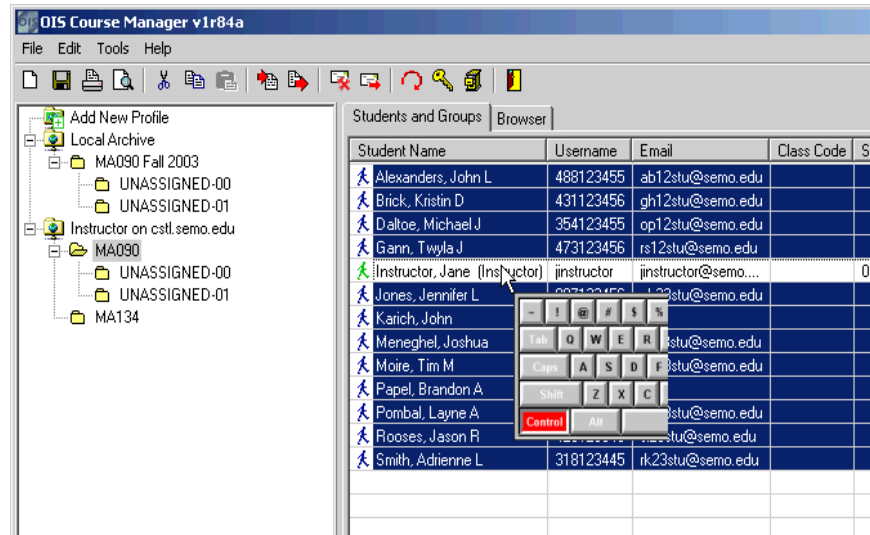 OIS Course Manager v1r84a
File Edit Tools Help
Add New Profile
Local Archive
MA090 Fall 2003
UNASSIGNED-00
UNASSIGNED-01
Instructor on cstl.semo.edu
MA090
UNASSIGNED-00
UNASSIGNED-01
MA134
Students and Groups Browser
Student Name Username Email Class Code S
Alexanders, John L 488123455 ab12stu@semo.edu
Brick, Kristin D 431123456 gh12stu@semo.edu
Daltoe, Michael J 354123455 op12stu@semo.edu
Gann, Twyla J 473123456 rs12stu@semo.edu
Instructor, Jane (Instructor) jinstructor jinstructor@semo.... 0
Jones, Jennifer L
Karich, John
Meneghel, Joshua
Moire, Tim M
Papel, Brandon A
Pombal, Layne A
Rooses, Jason R
Smith, Adrienne L 318123445 rk23stu@semo.edu
~ ! @ # $ %
Tab Q W E R
Caps A S D F
Shift Z X C
Control Alt